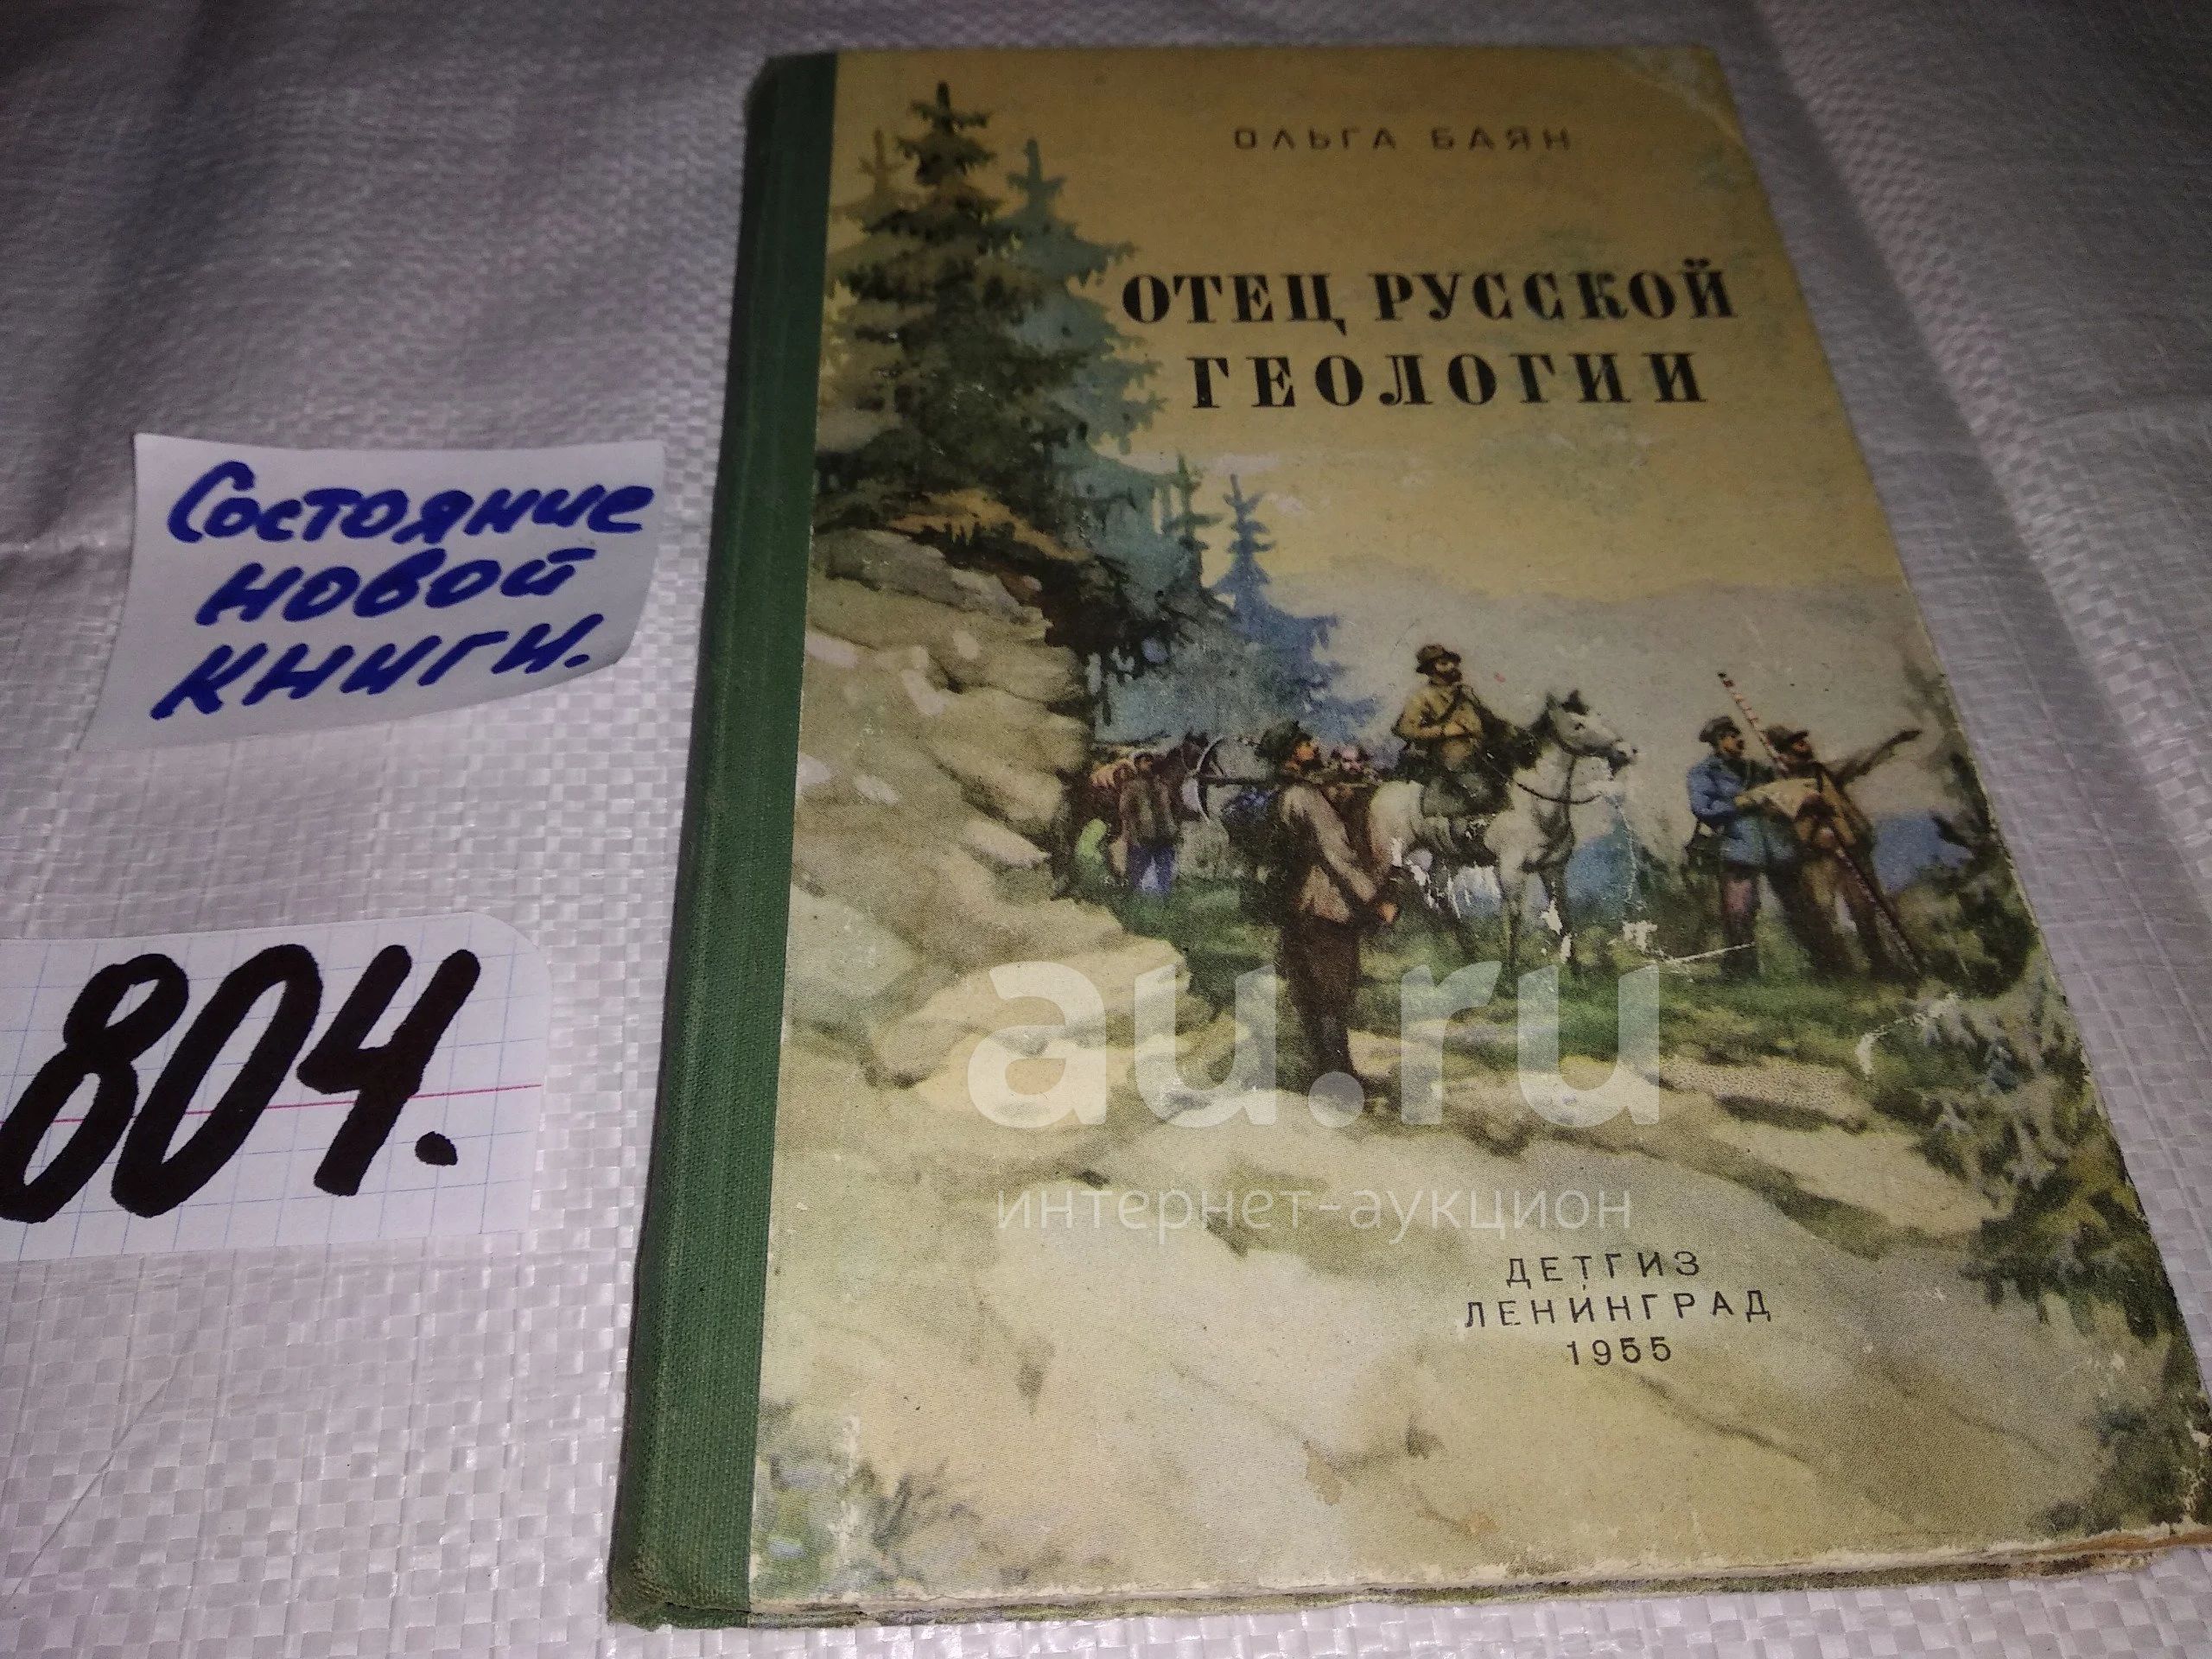 ОЛЬГА БАЯН
ОТЕЦ РУССКОЙ
ГЕОЛОГИИ
Состояние
новой
книги.
804.
au.ru
интернет-аукцион
ДЕТГИЗ
ЛЕНИНГРАД
1955